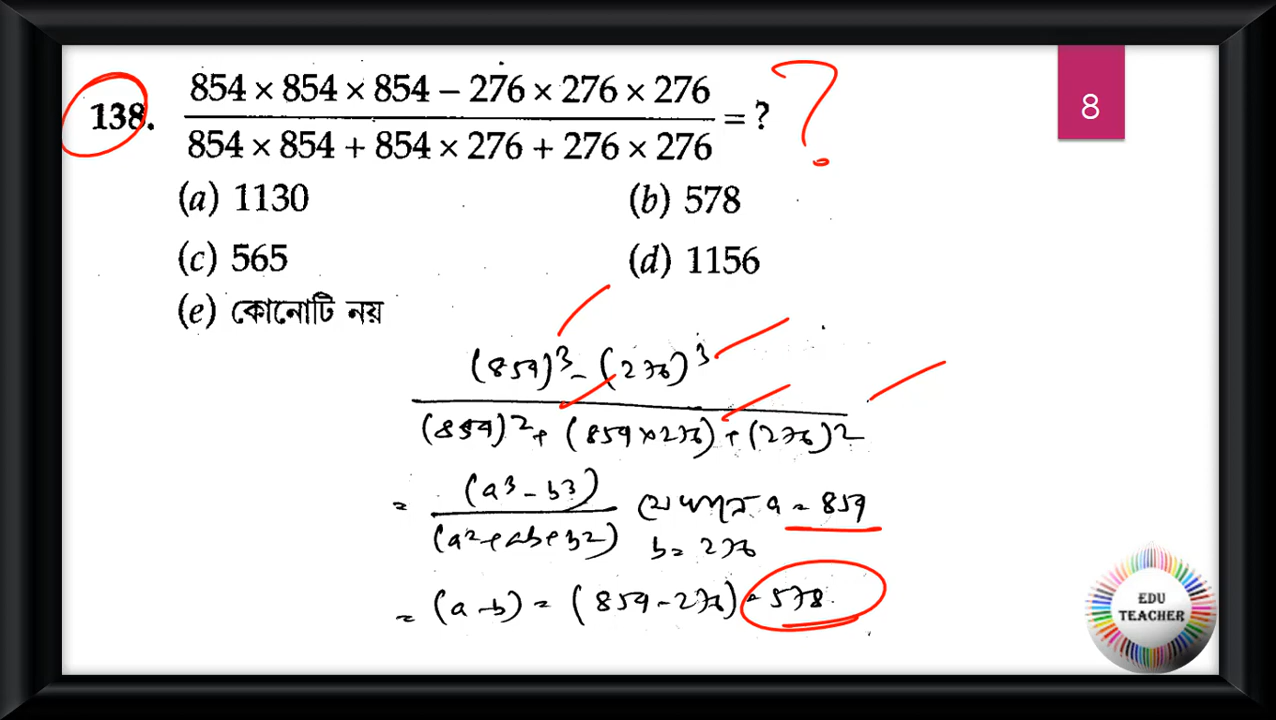 8
138. 854 × 854 × 854 – 276 × 276 × 276 / 854 × 854 + 854 × 276 + 276 × 276 = ? ?
(a) 1130 (b) 578
(c) 565 (d) 1156
(e) কোনোটি নয়
(854)³ - (276)³
(854)² + (854×276) + (276)²
= (a³ - b³) / (a²+ab+b²) যেখানে a = 854
b = 276
= (a-b) = (854-276) = 578
EDU
TEACHER